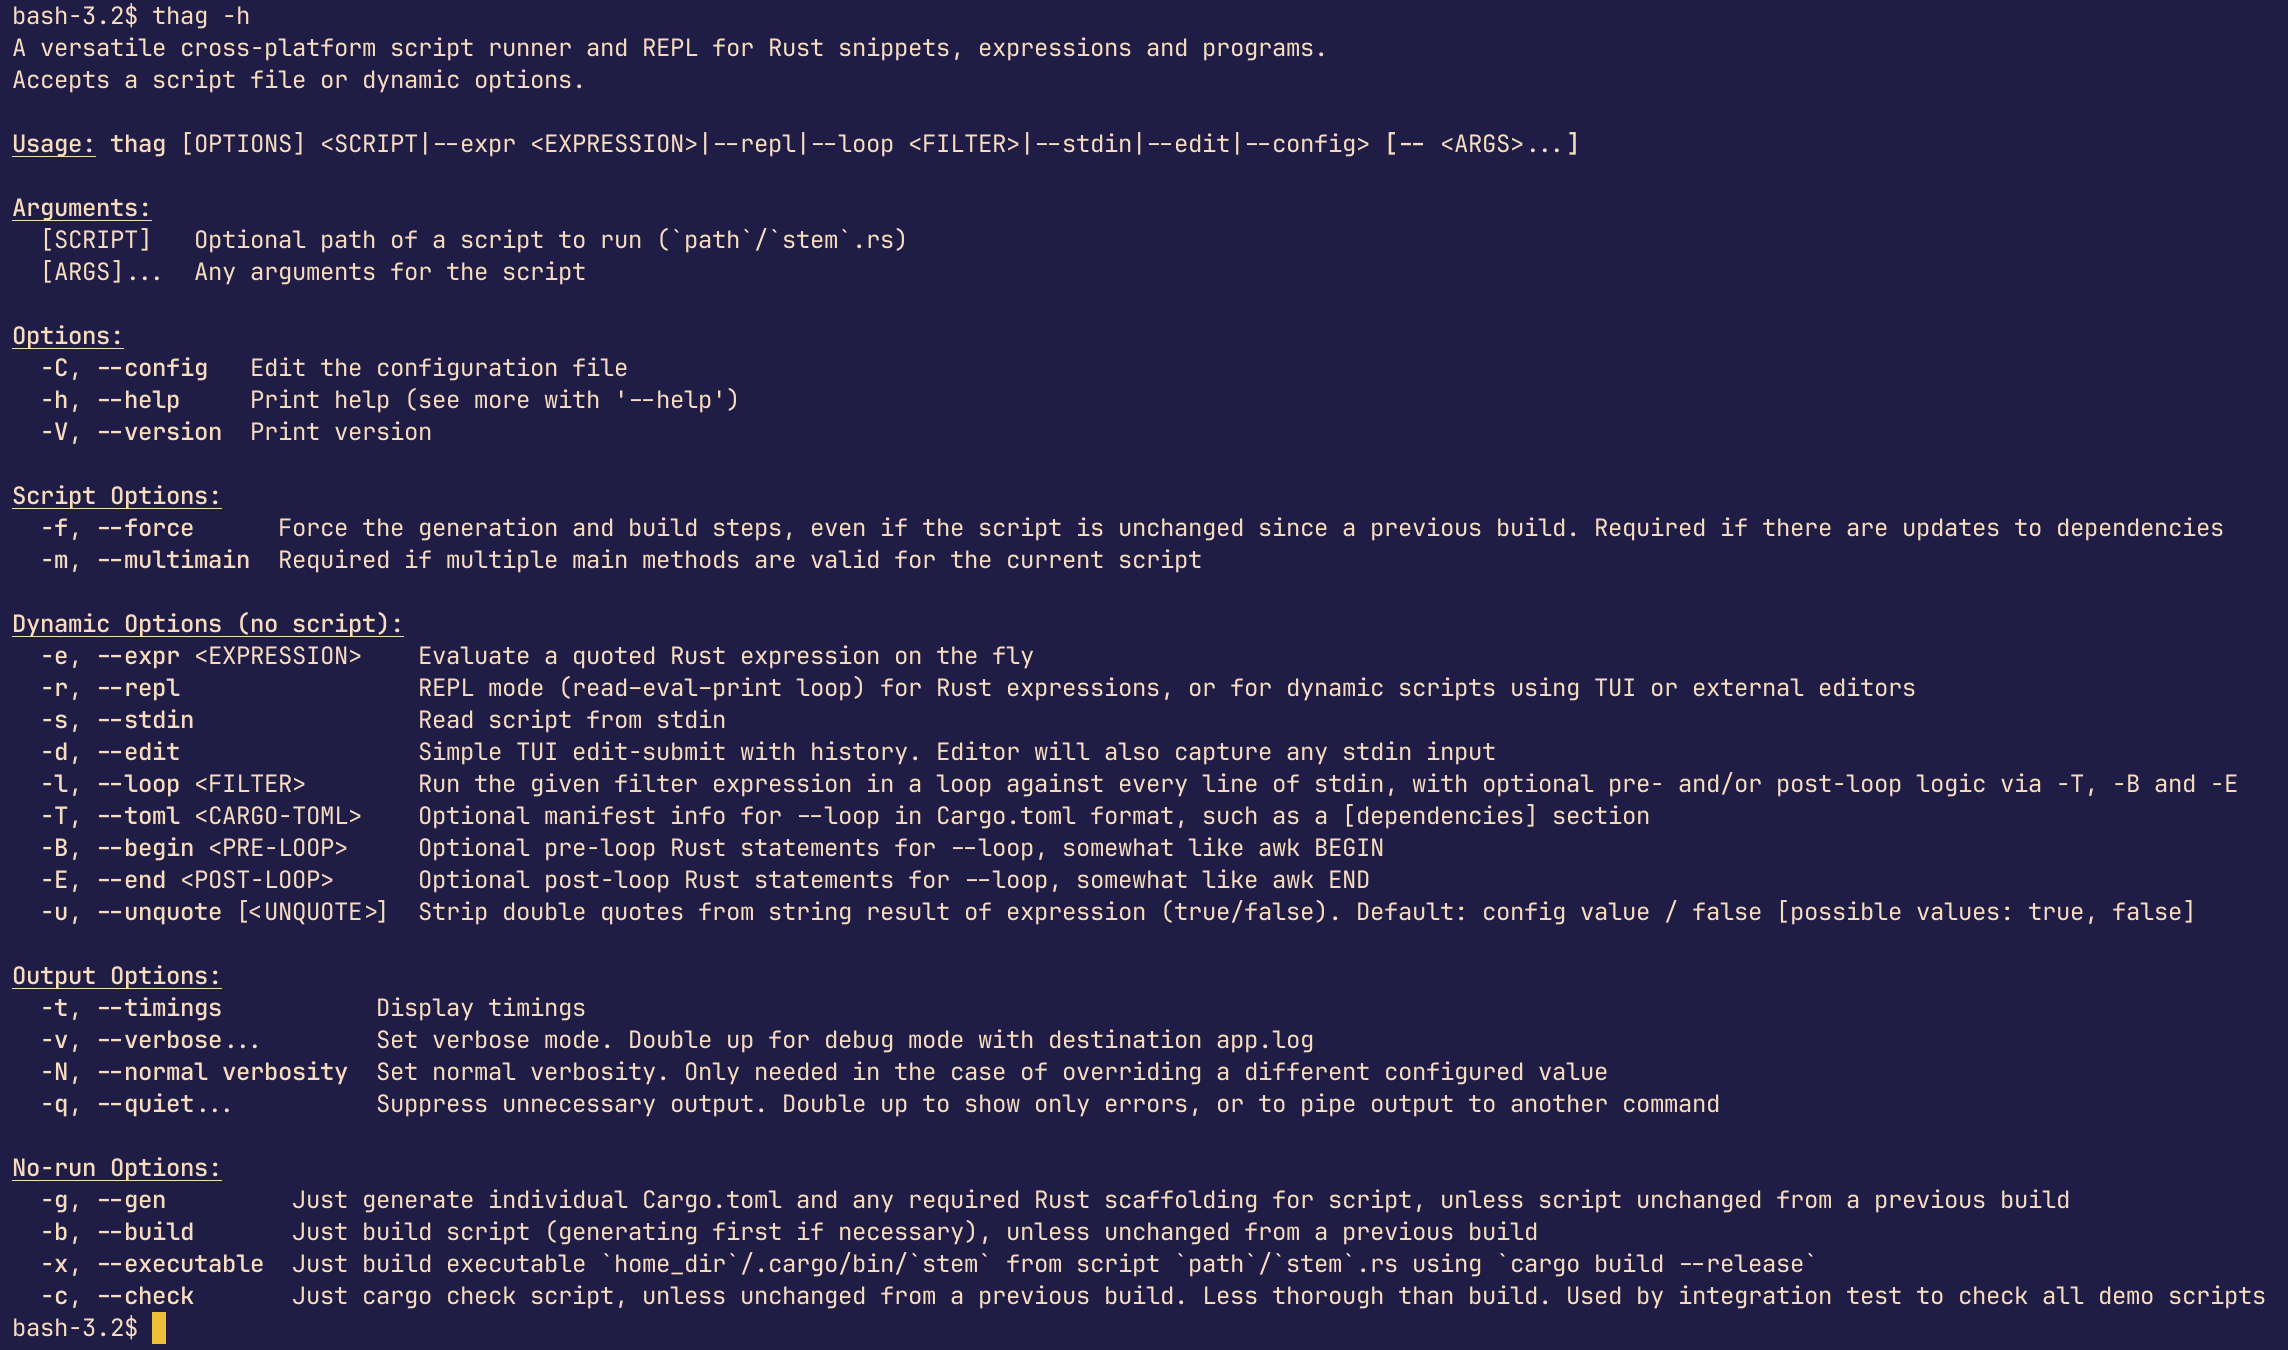 bash-3.2$ thag -h
A versatile cross-platform script runner and REPL for Rust snippets, expressions and programs.
Accepts a script file or dynamic options.

Usage: thag [OPTIONS] <SCRIPT|--expr <EXPRESSION>|--repl|--loop <FILTER>|--stdin|--edit|--config> [-- <ARGS>...]

Arguments:
  [SCRIPT]   Optional path of a script to run (`path`/`stem`.rs)
  [ARGS]...  Any arguments for the script

Options:
  -C, --config   Edit the configuration file
  -h, --help     Print help (see more with '--help')
  -V, --version  Print version

Script Options:
  -f, --force      Force the generation and build steps, even if the script is unchanged since a previous build. Required if there are updates to dependencies
  -m, --multimain  Required if multiple main methods are valid for the current script

Dynamic Options (no script):
  -e, --expr <EXPRESSION>    Evaluate a quoted Rust expression on the fly
  -r, --repl                 REPL mode (read–eval–print loop) for Rust expressions, or for dynamic scripts using TUI or external editors
  -s, --stdin                Read script from stdin
  -d, --edit                 Simple TUI edit-submit with history. Editor will also capture any stdin input
  -l, --loop <FILTER>        Run the given filter expression in a loop against every line of stdin, with optional pre- and/or post-loop logic via -T, -B and -E
  -T, --toml <CARGO-TOML>    Optional manifest info for --loop in Cargo.toml format, such as a [dependencies] section
  -B, --begin <PRE-LOOP>     Optional pre-loop Rust statements for --loop, somewhat like awk BEGIN
  -E, --end <POST-LOOP>      Optional post-loop Rust statements for --loop, somewhat like awk END
  -u, --unquote [<UNQUOTE>]  Strip double quotes from string result of expression (true/false). Default: config value / false [possible values: true, false]

Output Options:
  -t, --timings           Display timings
  -v, --verbose...        Set verbose mode. Double up for debug mode with destination app.log
  -N, --normal verbosity  Set normal verbosity. Only needed in the case of overriding a different configured value
  -q, --quiet...          Suppress unnecessary output. Double up to show only errors, or to pipe output to another command

No-run Options:
  -g, --gen         Just generate individual Cargo.toml and any required Rust scaffolding for script, unless script unchanged from a previous build
  -b, --build       Just build script (generating first if necessary), unless unchanged from a previous build
  -x, --executable  Just build executable `home_dir`/.cargo/bin/`stem` from script `path`/`stem`.rs using `cargo build --release`
  -c, --check       Just cargo check script, unless unchanged from a previous build. Less thorough than build. Used by integration test to check all demo scripts
bash-3.2$